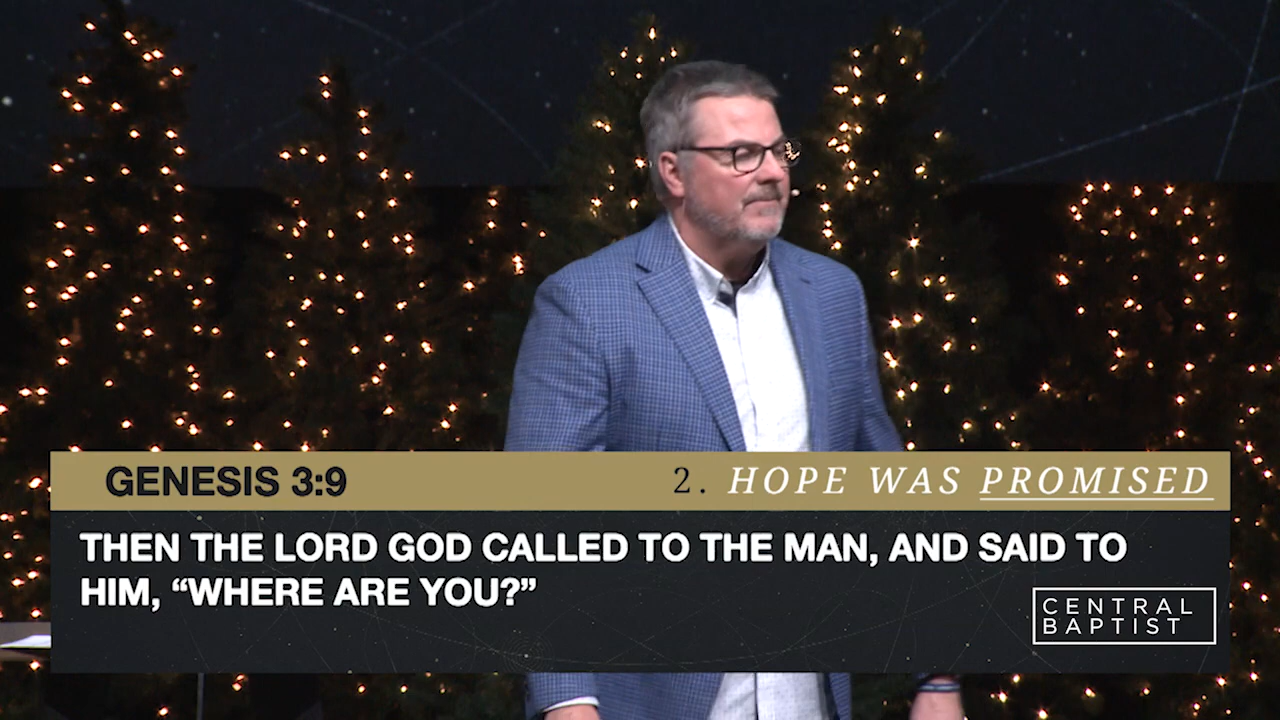 GENESIS 3:9
2. HOPE WAS PROMISED
THEN THE LORD GOD CALLED TO THE MAN, AND SAID TO
HIM, “WHERE ARE YOU?”
CENTRAL
BAPTIST